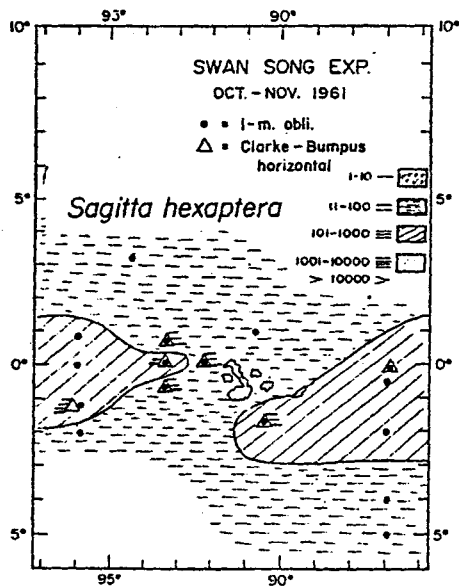 93° 90°
10° 10°
SWAN SONG EXP.
OCT. - NOV. 1961
• = 1-m. obli.
△ = Clarke-Bumpus
horizontal
1-10
5° 11-100 5°
Sagitta hexaptera
101-1000
1001-10000
> 10000 >
0° 0°
5° 5°
95° 90°